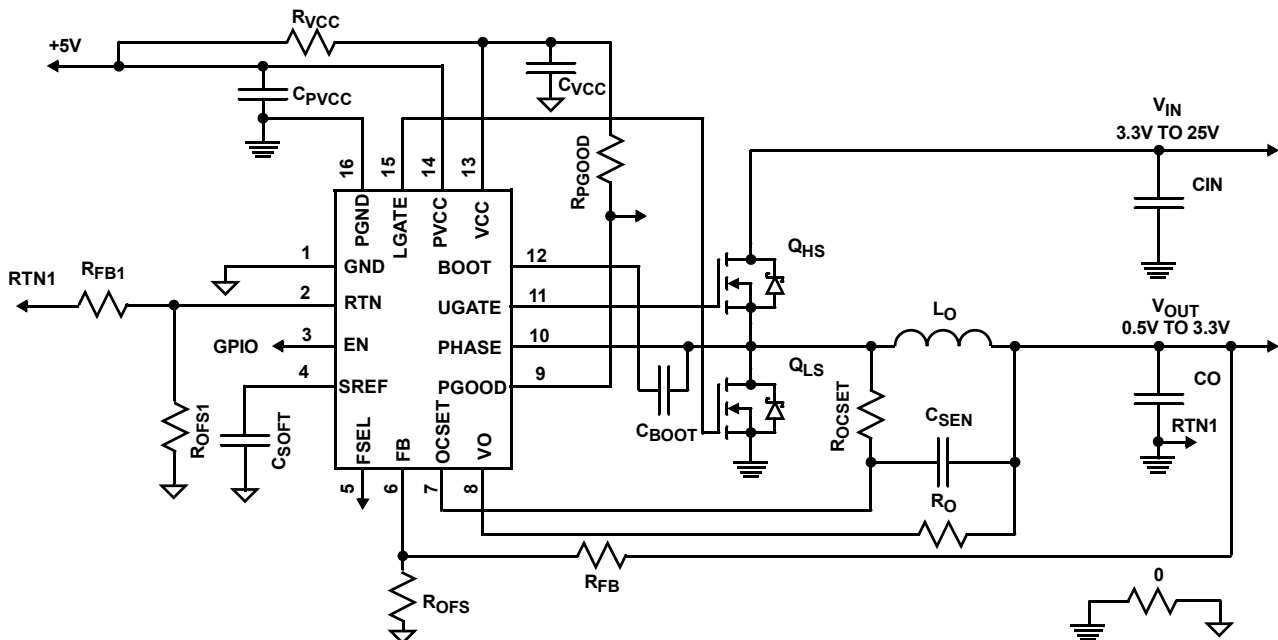 RVCC
+5V
CPVCC
CVCC
VIN
3.3V TO 25V
CIN
RPGOOD
16
15
14
13
PGND
LGATE
PVCC
VCC
1
GND
BOOT
12
QHS
RTN1
RFB1
2
RTN
UGATE
11
LO
VOUT
0.5V TO 3.3V
GPIO
3
EN
PHASE
10
QLS
4
SREF
PGOOD
9
CO
ROFS1
CSOFT
FSEL
FB
OCSET
VO
CBOOT
ROCSET
CSEN
RTN1
5
6
7
8
RO
RFB
ROFS
0